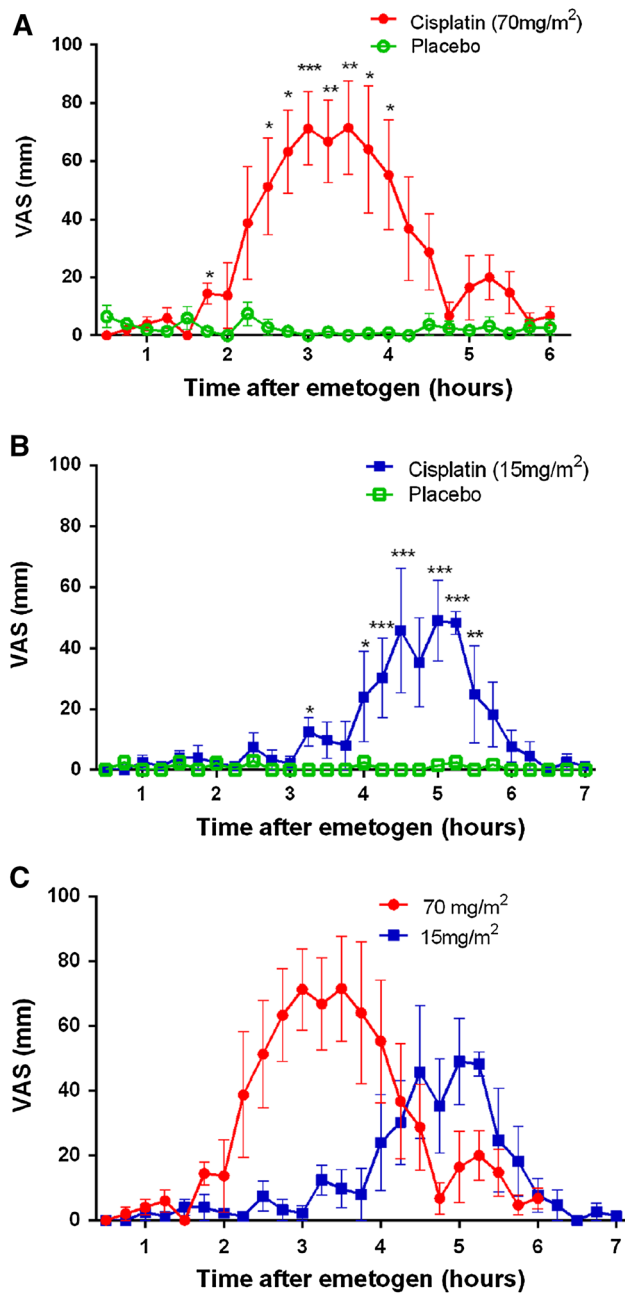 A
Cisplatin (70mg/m²)
Placebo
100
80
60
40
20
0
VAS (mm)
* * * *** ** ** * *
1 2 3 4 5 6
Time after emetogen (hours)
B
Cisplatin (15mg/m²)
Placebo
100
80
60
40
20
0
VAS (mm)
* * *** *** *** *** **
1 2 3 4 5 6 7
Time after emetogen (hours)
C
70 mg/m²
15mg/m²
100
80
60
40
20
0
VAS (mm)
1 2 3 4 5 6 7
Time after emetogen (hours)